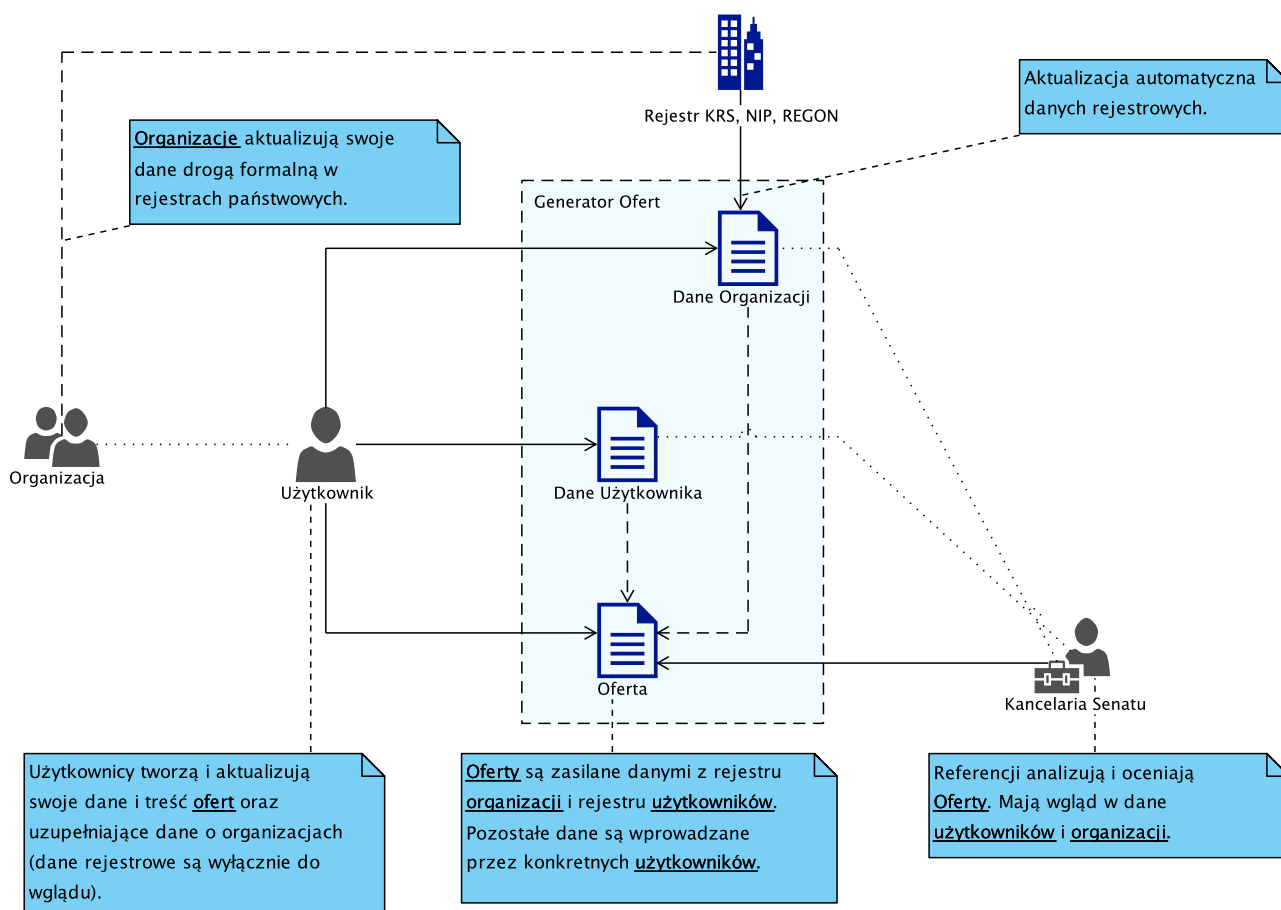 Rejestr KRS, NIP, REGON
Aktualizacja automatyczna
danych rejestrowych.
Organizacje aktualizują swoje
dane drogą formalną w
rejestrach państwowych.
Generator Ofert
Dane Organizacji
Organizacja
Użytkownik
Dane Użytkownika
Oferta
Kancelaria Senatu
Użytkownicy tworzą i aktualizują
swoje dane i treść ofert oraz
uzupełniające dane o organizacjach
(dane rejestrowe są wyłącznie do
wglądu).
Oferty są zasilane danymi z rejestru
organizacji i rejestru użytkowników.
Pozostałe dane są wprowadzane
przez konkretnych użytkowników.
Referencji analizują i oceniają
Oferty. Mają wgląd w dane
użytkowników i organizacji.